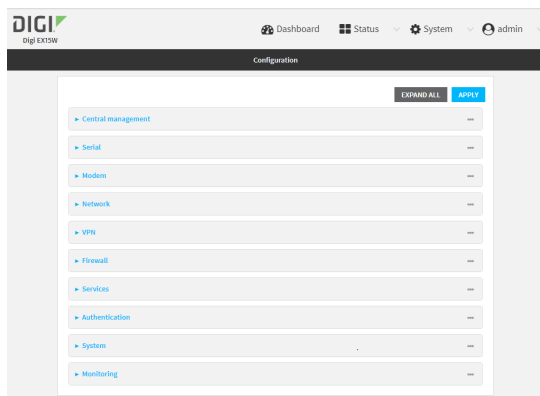 DIGI
Digi EX15W
Dashboard Status System admin
Configuration
EXPAND ALL APPLY
Central management
Serial
Modem
Network
VPN
Firewall
Services
Authentication
System
Monitoring